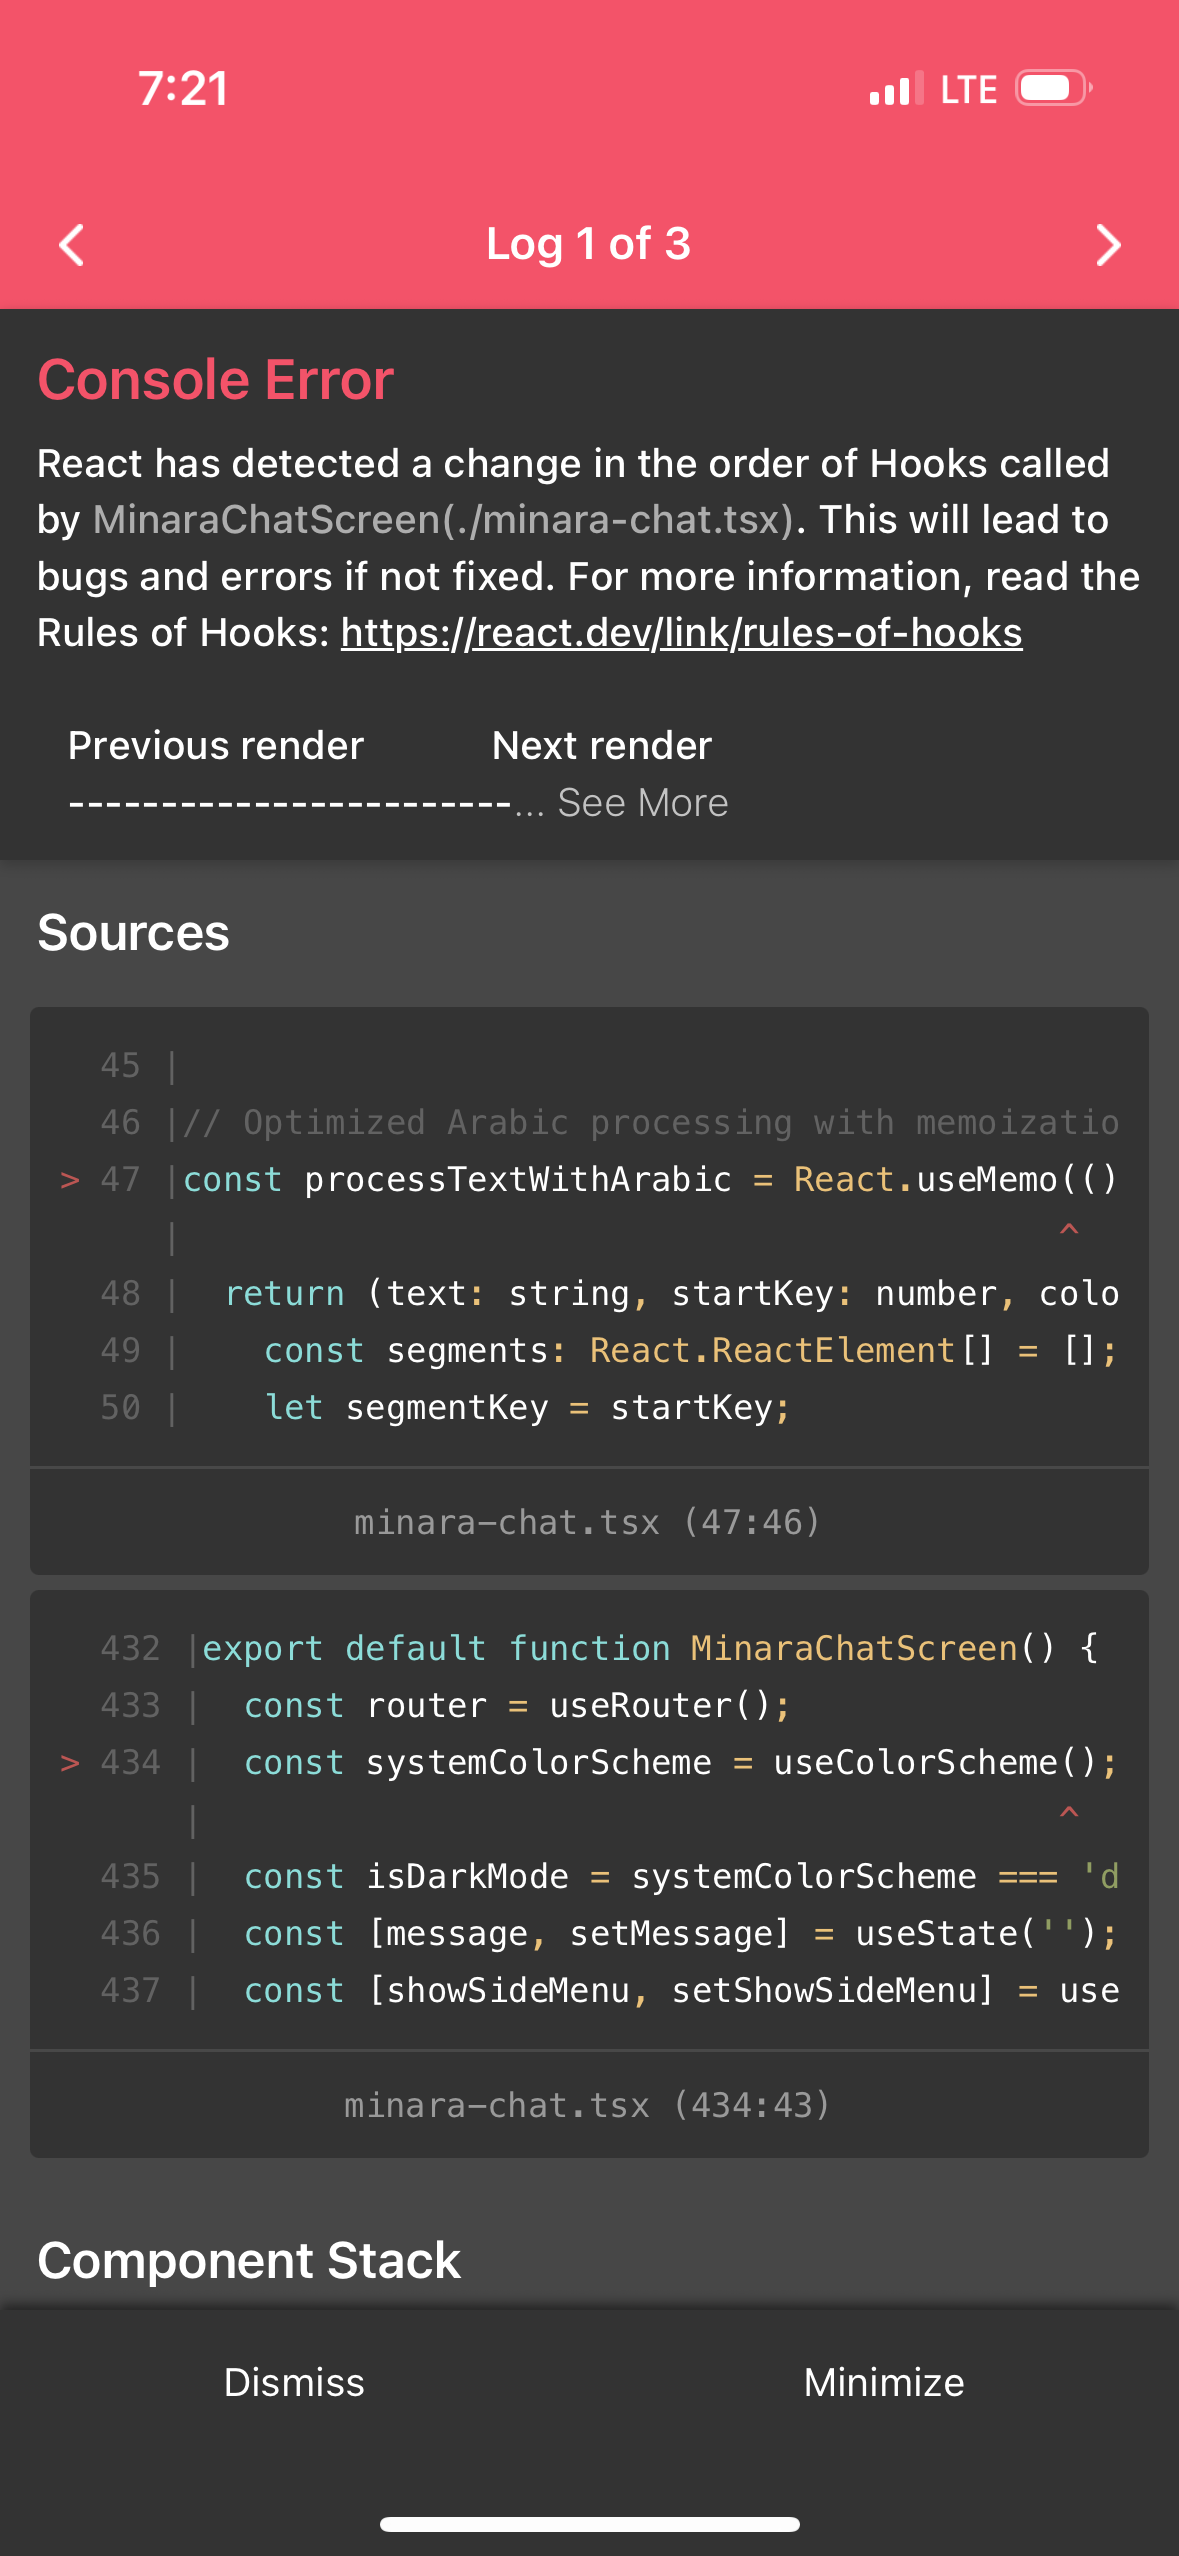 7:21
LTE
Log 1 of 3
Console Error
React has detected a change in the order of Hooks called
by MinaraChatScreen(./minara-chat.tsx). This will lead to
bugs and errors if not fixed. For more information, read the
Rules of Hooks: https://react.dev/link/rules-of-hooks
Previous render Next render
------------------------... See More
Sources
45 |
46 |// Optimized Arabic processing with memoizatio
> 47 |const processTextWithArabic = React.useMemo(()
| ^
48 | return (text: string, startKey: number, colo
49 | const segments: React.ReactElement[] = [];
50 | let segmentKey = startKey;
minara-chat.tsx (47:46)
432 |export default function MinaraChatScreen() {
433 | const router = useRouter();
> 434 | const systemColorScheme = useColorScheme();
| ^
435 | const isDarkMode = systemColorScheme === 'd
436 | const [message, setMessage] = useState('');
437 | const [showSideMenu, setShowSideMenu] = use
minara-chat.tsx (434:43)
Component Stack
Dismiss Minimize